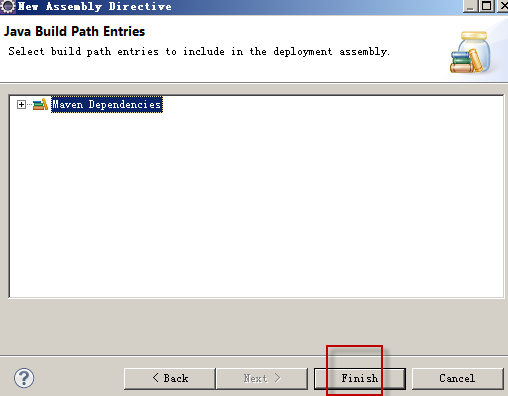 New Assembly Directive
Java Build Path Entries
Select build path entries to include in the deployment assembly.
Maven Dependencies
? < Back Next > Finish Cancel